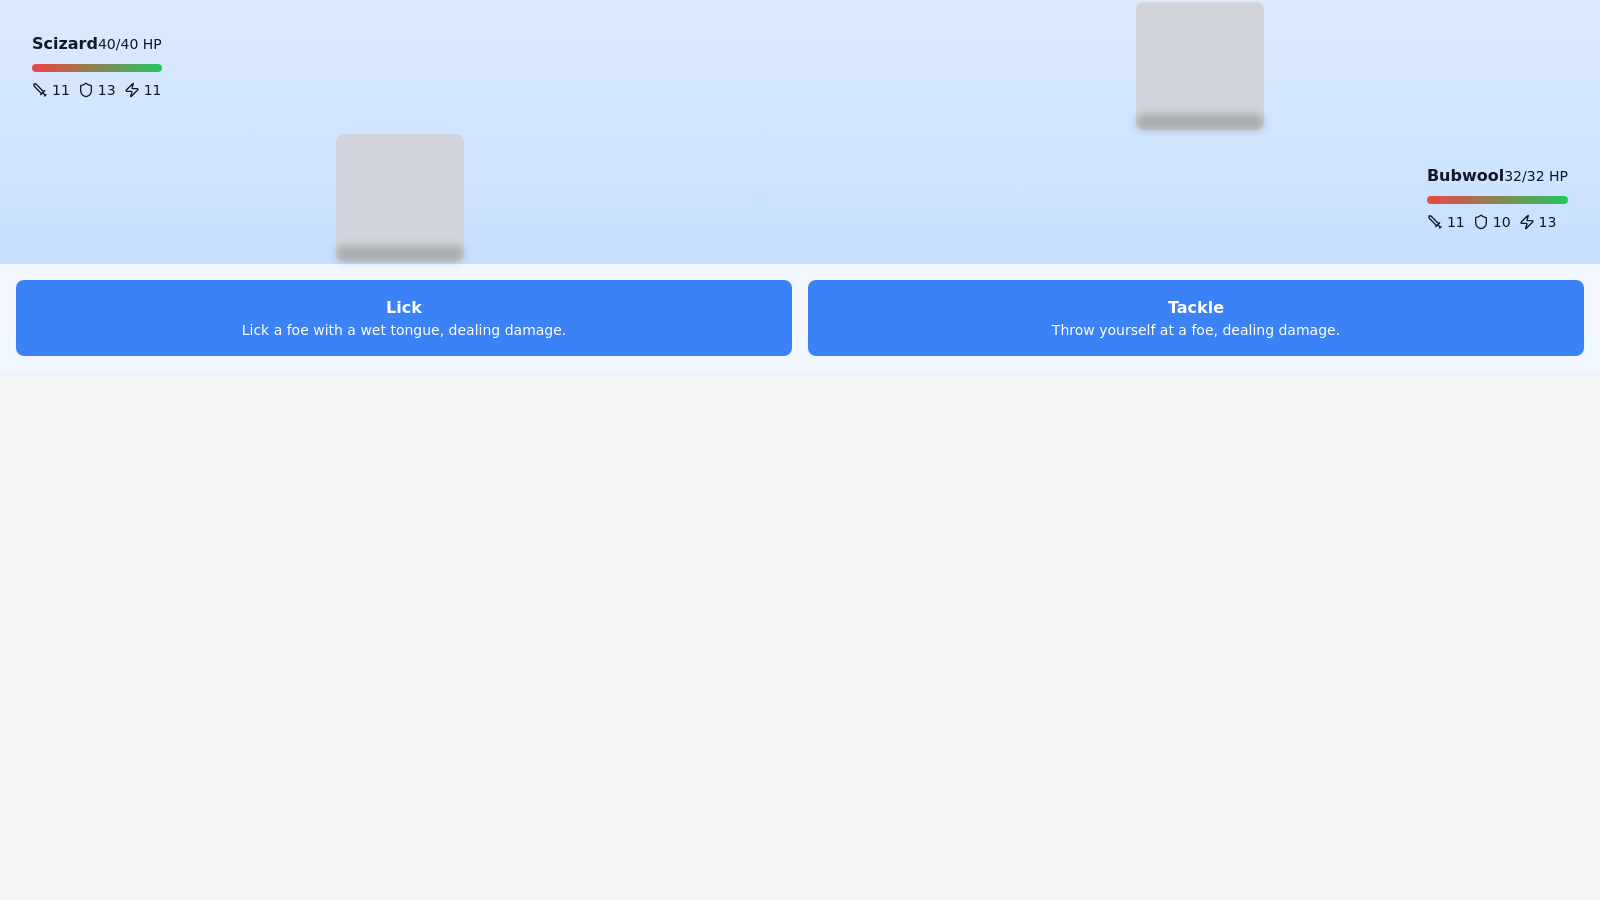 Scizard40/40 HP
11 13 11
Bubwool32/32 HP
11 10 13
Lick
Lick a foe with a wet tongue, dealing damage.
Tackle
Throw yourself at a foe, dealing damage.